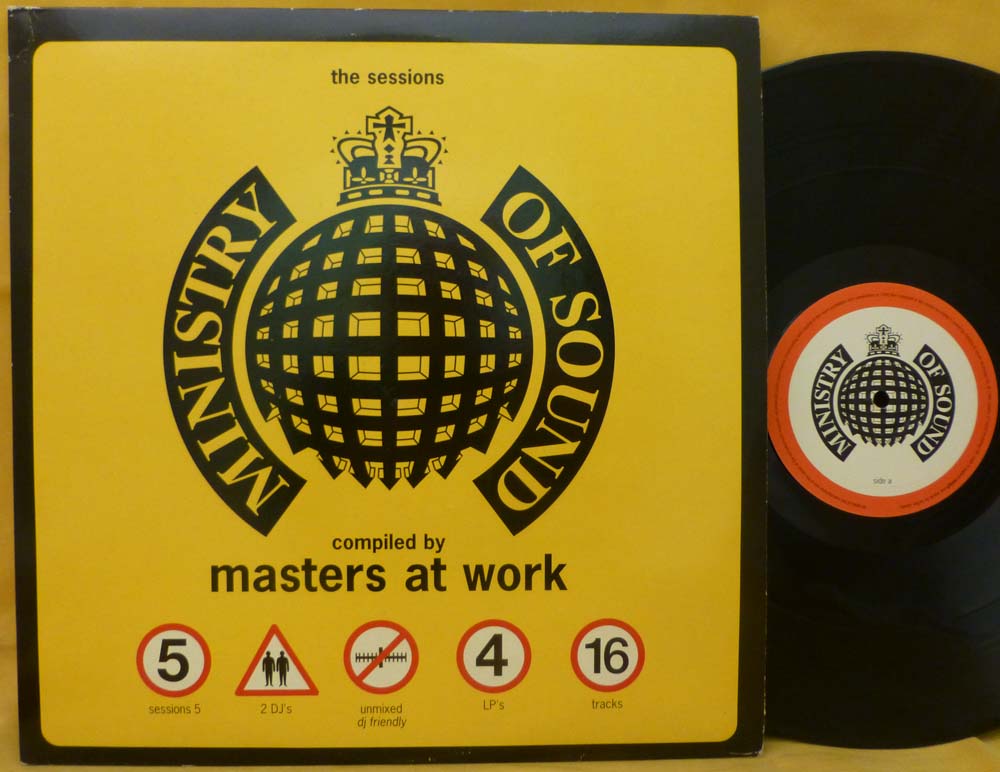 the sessions
MINISTRY
OF SOUND
compiled by
masters at work
5
sessions 5
2 DJ's
unmixed
dj friendly
4
LP's
16
tracks
MINISTRY
OF SOUND
side a